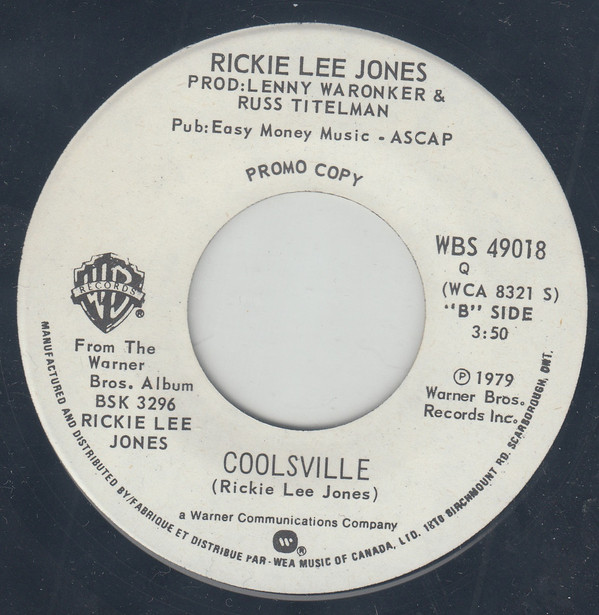 RICKIE LEE JONES
PROD:LENNY WARONKER &
RUSS TITELMAN
Pub:Easy Money Music - ASCAP
PROMO COPY
WB
RECORDS
®
From The
Warner
Bros. Album
BSK 3296
RICKIE LEE
JONES
WBS 49018
Q
(WCA 8321 S)
"B" SIDE
3:50
Ⓟ 1979
Warner Bros.
Records Inc.
COOLSVILLE
(Rickie Lee Jones)
a Warner Communications Company
®
MANUFACTURED AND DISTRIBUTED BY/FABRIQUE ET DISTRIBUE PAR-WEA MUSIC OF CANADA, LTD. 1810 BIRCHMOUNT RD. SCARBOROUGH, ONT.